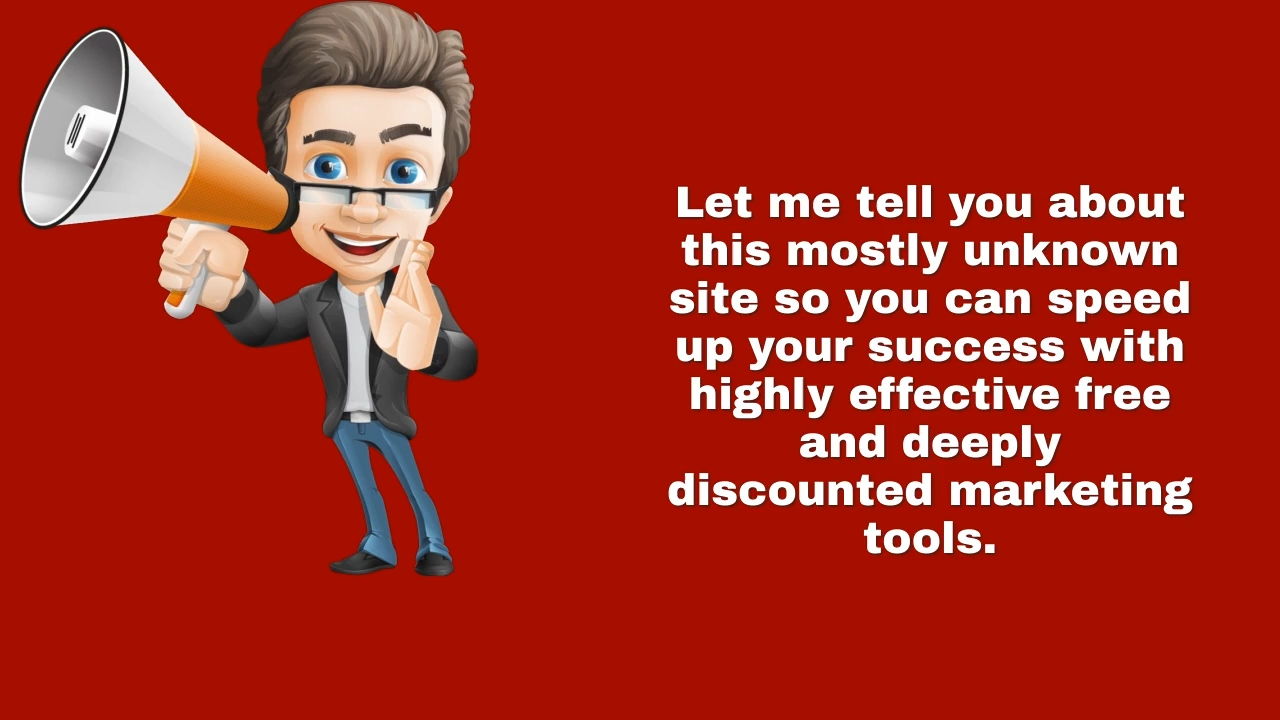 Let me tell you about
this mostly unknown
site so you can speed
up your success with
highly effective free
and deeply
discounted marketing
tools.